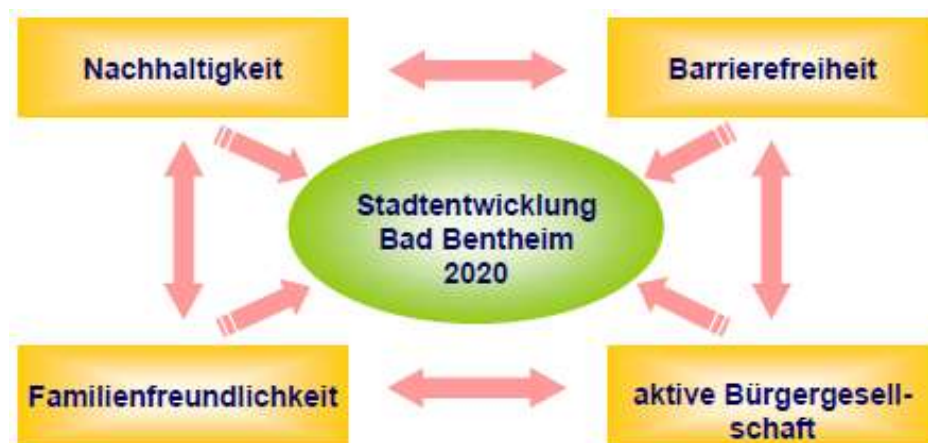 Nachhaltigkeit
Barrierefreiheit
Stadtentwicklung
Bad Bentheim
2020
Familienfreundlichkeit
aktive Bürgergesell-
schaft